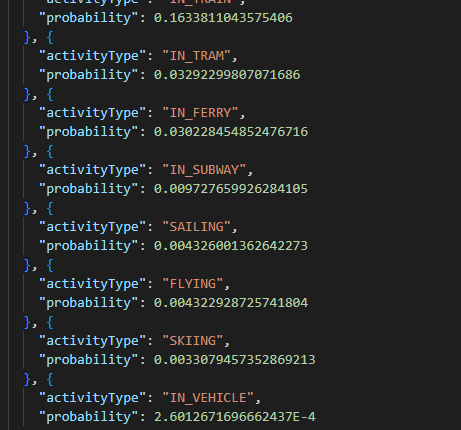 "activityType": "IN_TRAIN",
"probability": 0.1633811043575406
}, {
"activityType": "IN_TRAM",
"probability": 0.03292299807071686
}, {
"activityType": "IN_FERRY",
"probability": 0.030228454852476716
}, {
"activityType": "IN_SUBWAY",
"probability": 0.009727659926284105
}, {
"activityType": "SAILING",
"probability": 0.004326001362642273
}, {
"activityType": "FLYING",
"probability": 0.004322928725741804
}, {
"activityType": "SKIING",
"probability": 0.0033079457352869213
}, {
"activityType": "IN_VEHICLE",
"probability": 2.6012671696662437E-4